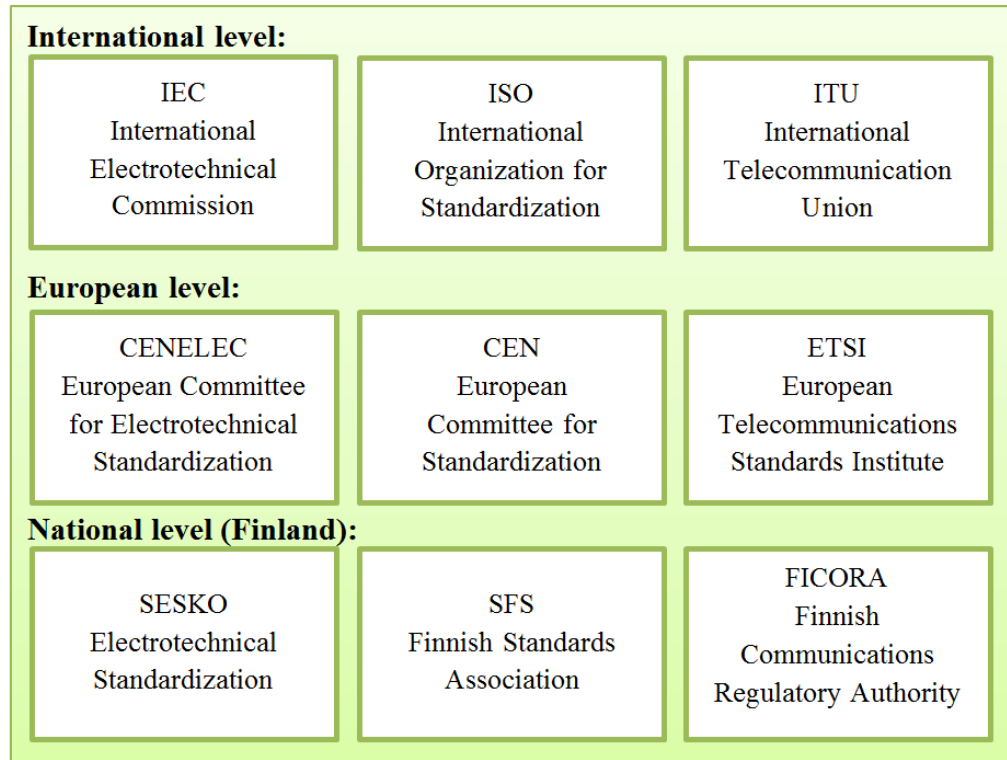 International level:
IEC
International
Electrotechnical
Commission
ISO
International
Organization for
Standardization
ITU
International
Telecommunication
Union
European level:
CENELEC
European Committee
for Electrotechnical
Standardization
CEN
European
Committee for
Standardization
ETSI
European
Telecommunications
Standards Institute
National level (Finland):
SESKO
Electrotechnical
Standardization
SFS
Finnish Standards
Association
FICORA
Finnish
Communications
Regulatory Authority